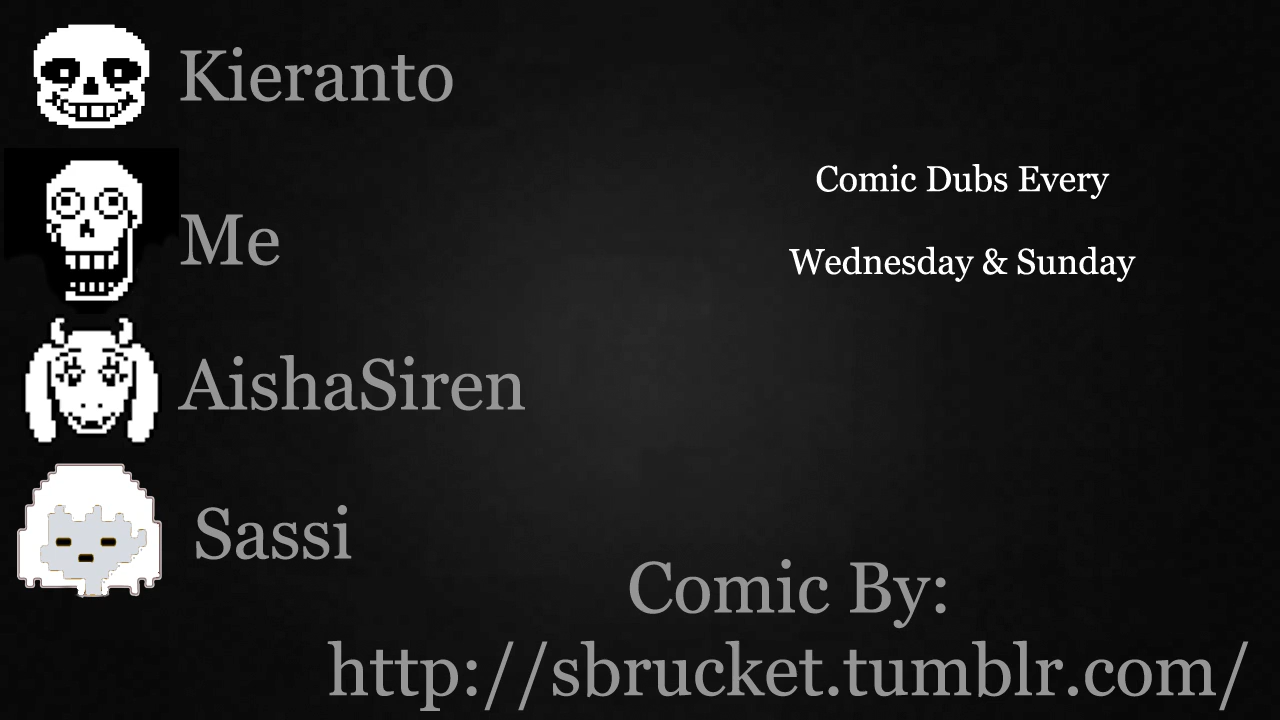 Kieranto
Me
AishaSiren
Sassi
Comic Dubs Every
Wednesday & Sunday
Comic By:
http://sbrucket.tumblr.com/